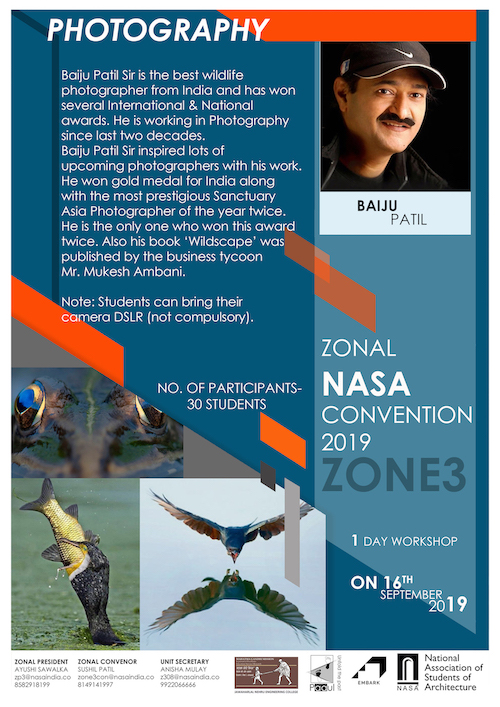 PHOTOGRAPHY
Baiju Patil Sir is the best wildlife
photographer from India and has won
several International & National
awards. He is working in Photography
since last two decades.
Baiju Patil Sir inspired lots of
upcoming photographers with his work.
He won gold medal for India along
with the most prestigious Sanctuary
Asia Photographer of the year twice.
He is the only one who won this award
twice. Also his book ‘Wildscape’ was
published by the business tycoon
Mr. Mukesh Ambani.
Note: Students can bring their
camera DSLR (not compulsory).
BAIJU
PATIL
NO. OF PARTICIPANTS-
30 STUDENTS
ZONAL
NASA
CONVENTION
2019
ZONE3
1 DAY WORKSHOP
ON 16TH
SEPTEMBER
2019
ZONAL PRESIDENT
AYUSHI SAWALKA
zp3@nasaindia.co
8582918199
ZONAL CONVENOR
SUSHIL PATIL
zone3con@nasaindia.co
8149141997
UNIT SECRETARY
ANISHA MULAY
z308@nasaindia.co
9922066666
EMBARK
NASA
National
Association of
Students of
Architecture